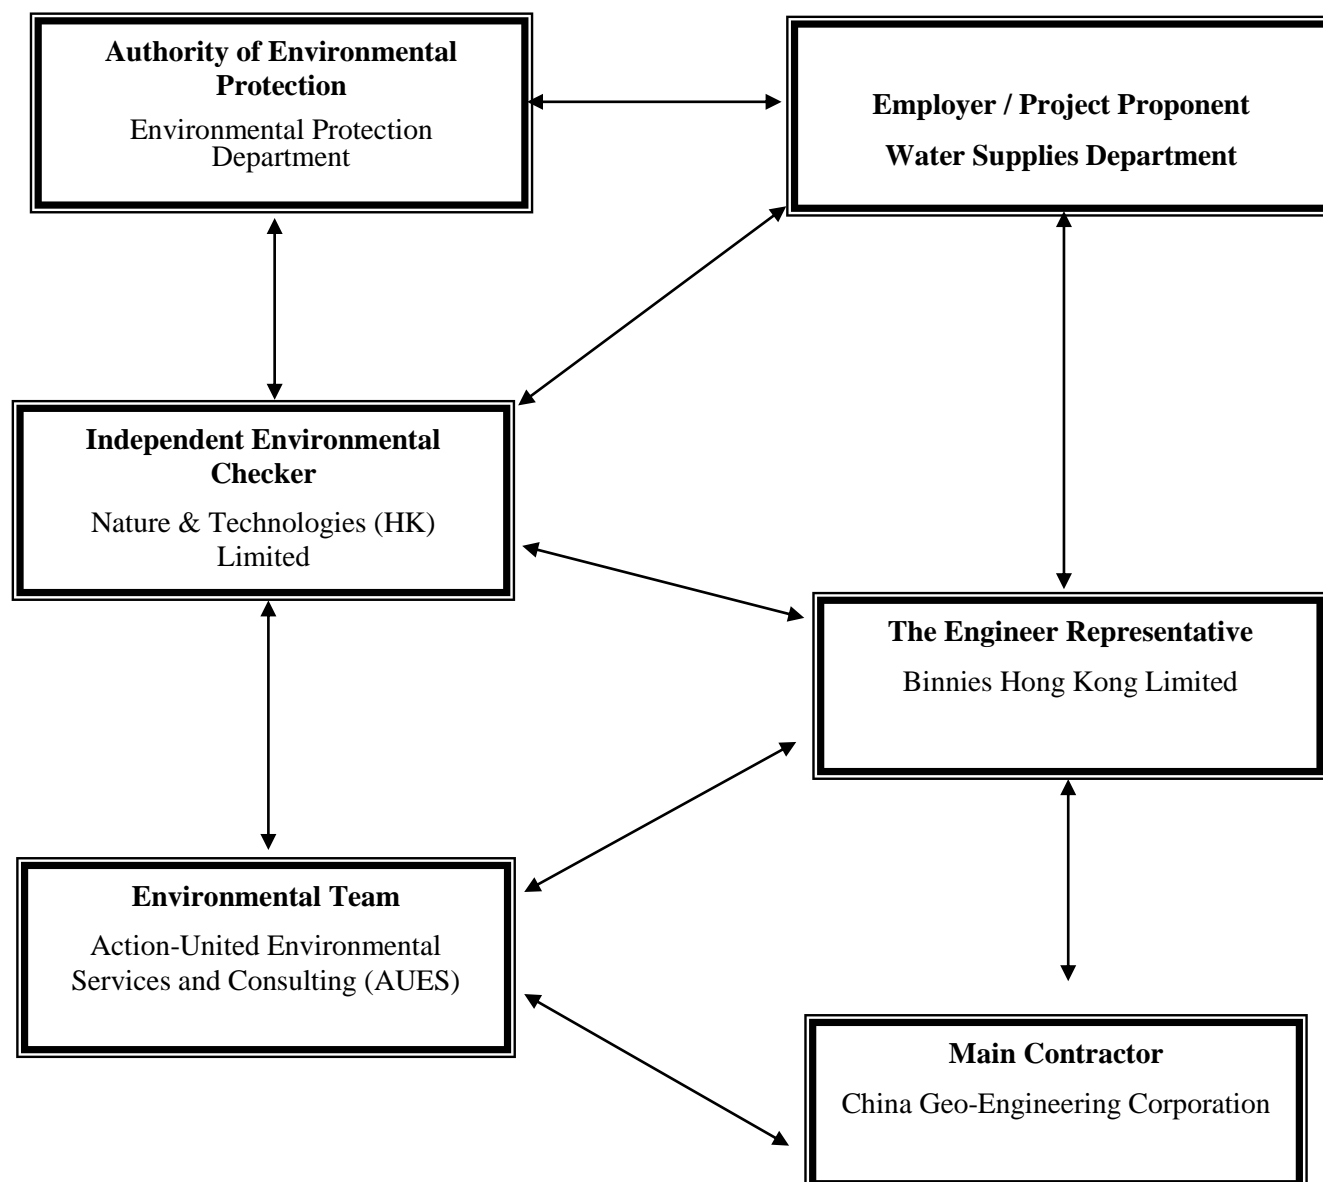 Authority of Environmental
Protection
Environmental Protection
Department
Employer / Project Proponent
Water Supplies Department
Independent Environmental
Checker
Nature & Technologies (HK)
Limited
The Engineer Representative
Binnies Hong Kong Limited
Environmental Team
Action-United Environmental
Services and Consulting (AUES)
Main Contractor
China Geo-Engineering Corporation